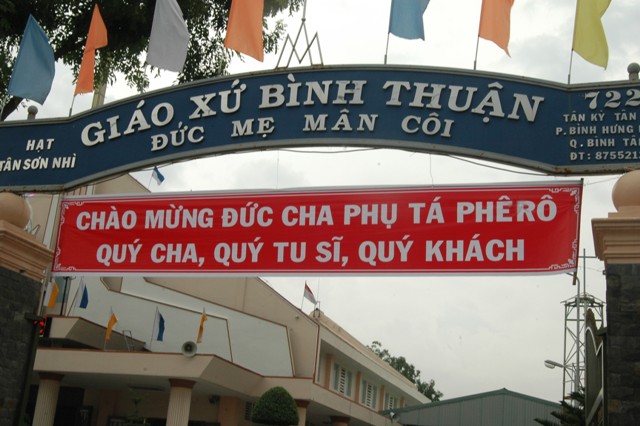 GIÁO XỨ BÌNH THUẬN
ĐỨC MẸ MÂN CÔI
HẠT
TÂN SƠN NHÌ
722
TÂN KỲ TÂN
P. BÌNH HƯNG
Q. BÌNH TÂ
ĐT: 87552
CHÀO MỪNG ĐỨC CHA PHỤ TÁ PHÊRÔ
QUÝ CHA, QUÝ TU SĨ, QUÝ KHÁCH